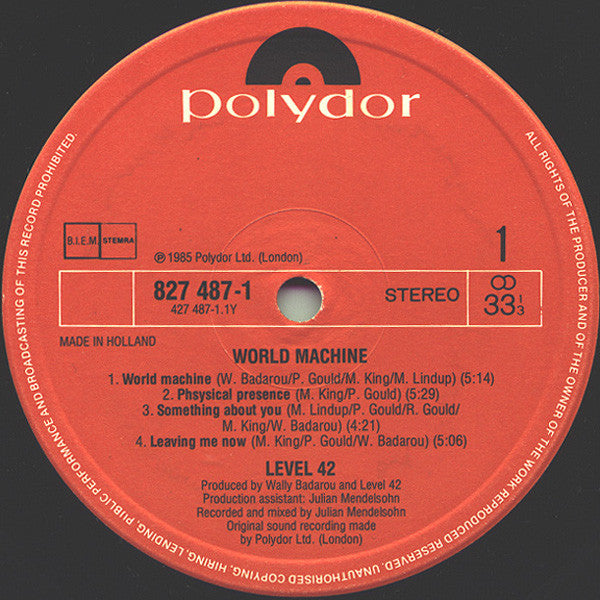 polydor
B.I.E.M. STEMRA
℗ 1985 Polydor Ltd. (London)
1
827 487-1
427 487-1.1Y
STEREO
33 1/3
MADE IN HOLLAND
WORLD MACHINE
1. World machine (W. Badarou/P. Gould/M. King/M. Lindup) (5:14)
2. Phsysical presence (M. King/P. Gould) (5:29)
3. Something about you (M. Lindup/P. Gould/R. Gould/
M. King/W. Badarou) (4:21)
4. Leaving me now (M. King/P. Gould/W. Badarou) (5:06)
LEVEL 42
Produced by Wally Badarou and Level 42
Production assistant: Julian Mendelsohn
Recorded and mixed by Julian Mendelsohn
Original sound recording made
by Polydor Ltd. (London)
ALL RIGHTS OF THE PRODUCER AND OF THE OWNER OF THE WORK REPRODUCED RESERVED. UNAUTHORISED COPYING, HIRING, LENDING, PUBLIC PERFORMANCE AND BROADCASTING OF THIS RECORD PROHIBITED.